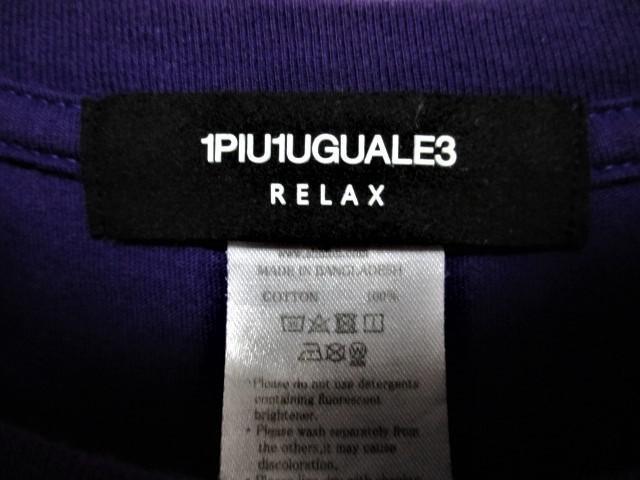 1PIU1UGUALE3
RELAX
MADE IN BANGLADESH
COTTON 100%
*Please do not use detergents
containing fluorescent
brightener.
* Please wash separately from
the others,it may cause
discoloration.